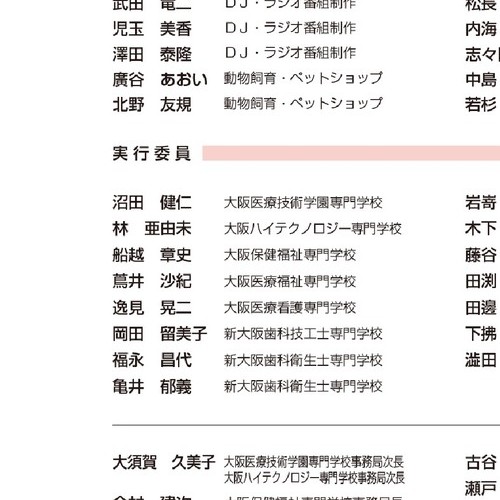 武田 竜二 ＤＪ・ラジオ番組制作 松長
児玉 美香 ＤＪ・ラジオ番組制作 内海
澤田 泰隆 ＤＪ・ラジオ番組制作 志々
廣谷 あおい 動物飼育・ペットショップ 中島
北野 友規 動物飼育・ペットショップ 若杉
実行委員
沼田 健仁 大阪医療技術学園専門学校 岩嵜
林 亜由未 大阪ハイテクノロジー専門学校 木下
船越 章史 大阪保健福祉専門学校 藤谷
蔦井 沙紀 大阪医療福祉専門学校 田渕
逸見 晃二 大阪医療看護専門学校 田邉
岡田 留美子 新大阪歯科技工士専門学校 下拂
福永 昌代 新大阪歯科衛生士専門学校 澁田
亀井 郁義 新大阪歯科衛生士専門学校
大須賀 久美子 大阪医療技術学園専門学校事務局次長 古谷
大阪ハイテクノロジー専門学校事務局次長
瀬戸